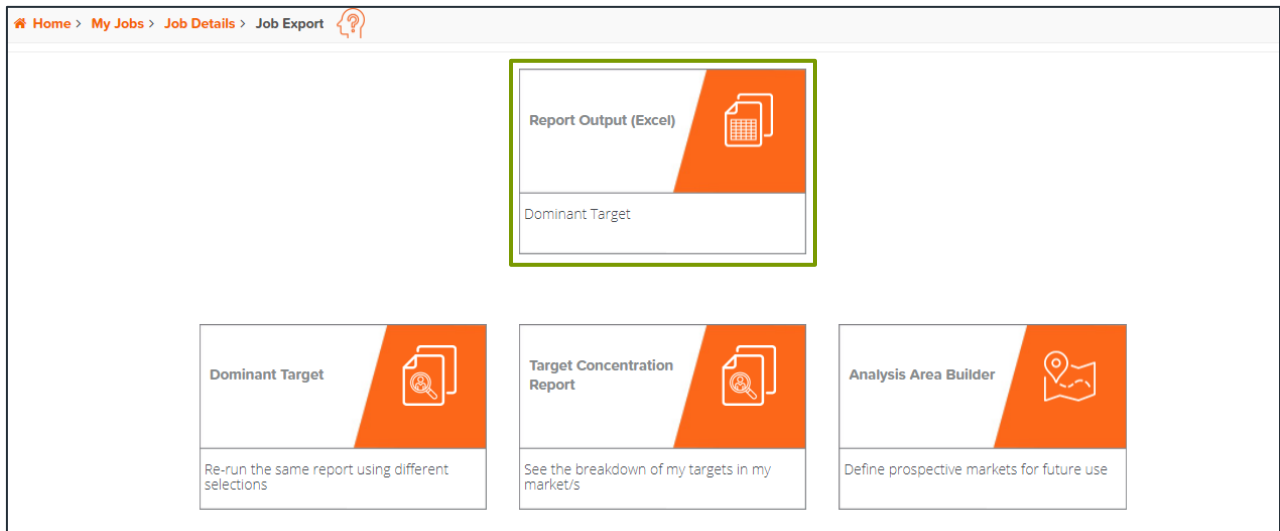 Home > My Jobs > Job Details > Job Export
Report Output (Excel)
Dominant Target
Dominant Target
Re-run the same report using different
selections
Target Concentration
Report
See the breakdown of my targets in my
market/s
Analysis Area Builder
Define prospective markets for future use